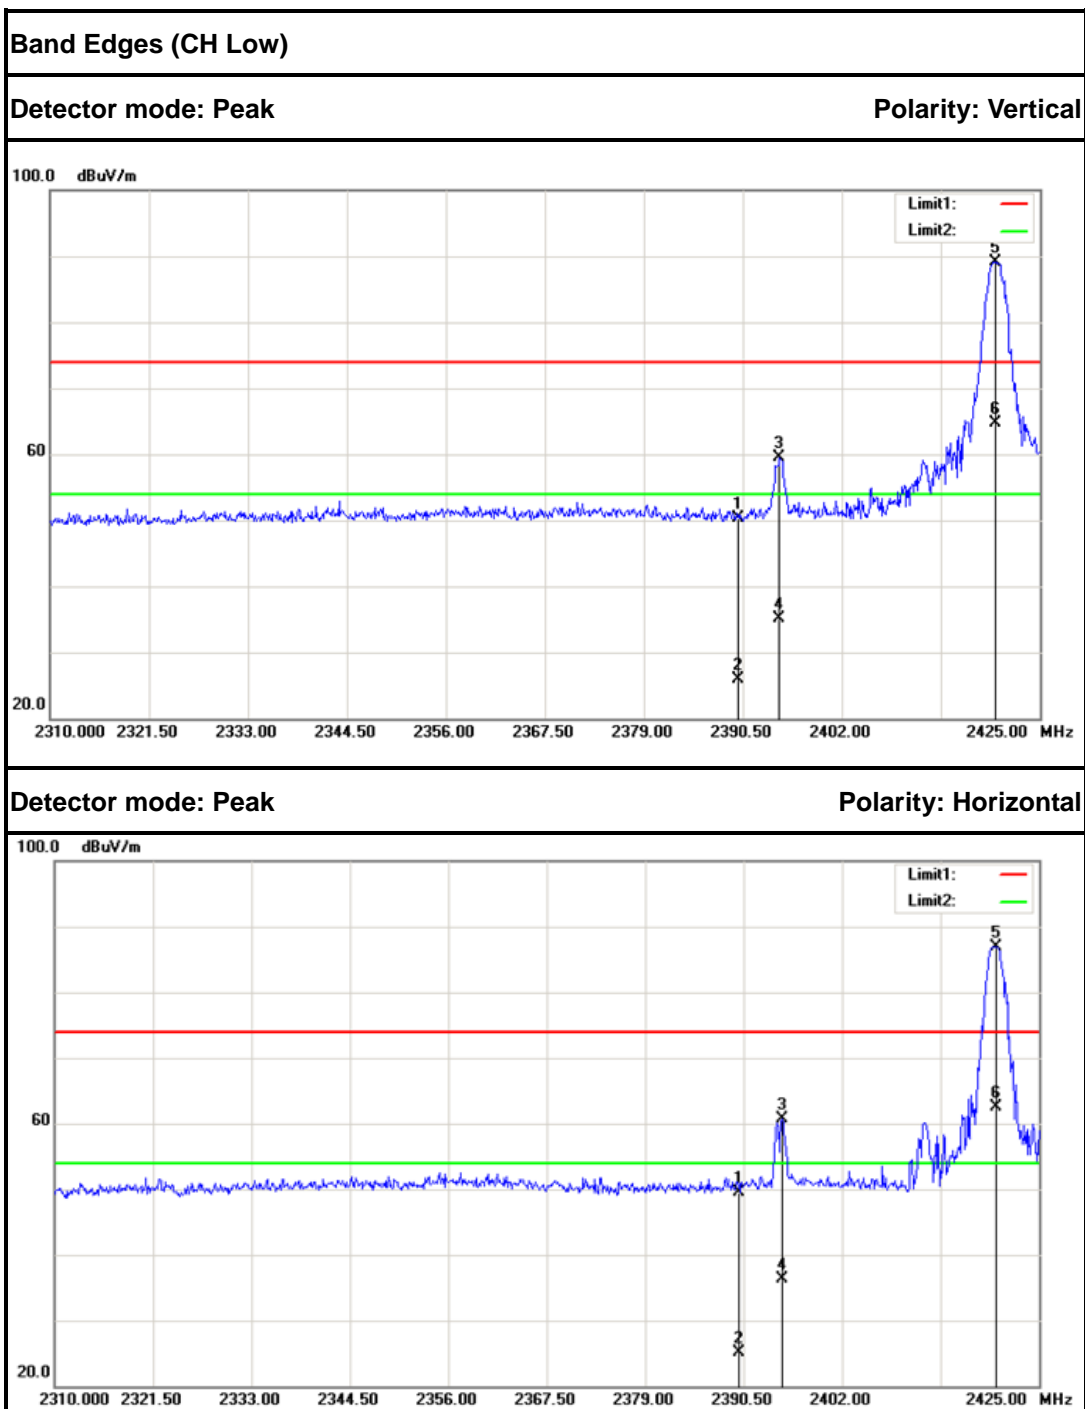 Band Edges (CH Low)
Detector mode: Peak Polarity: Vertical
100.0 dBuV/m
Limit1:
Limit2:
5
6
60
3
1
4
2
20.0
2310.000 2321.50 2333.00 2344.50 2356.00 2367.50 2379.00 2390.50 2402.00 2425.00 MHz
Detector mode: Peak Polarity: Horizontal
100.0 dBuV/m
Limit1:
Limit2:
5
6
3
60
1
4
2
20.0
2310.000 2321.50 2333.00 2344.50 2356.00 2367.50 2379.00 2390.50 2402.00 2425.00 MHz